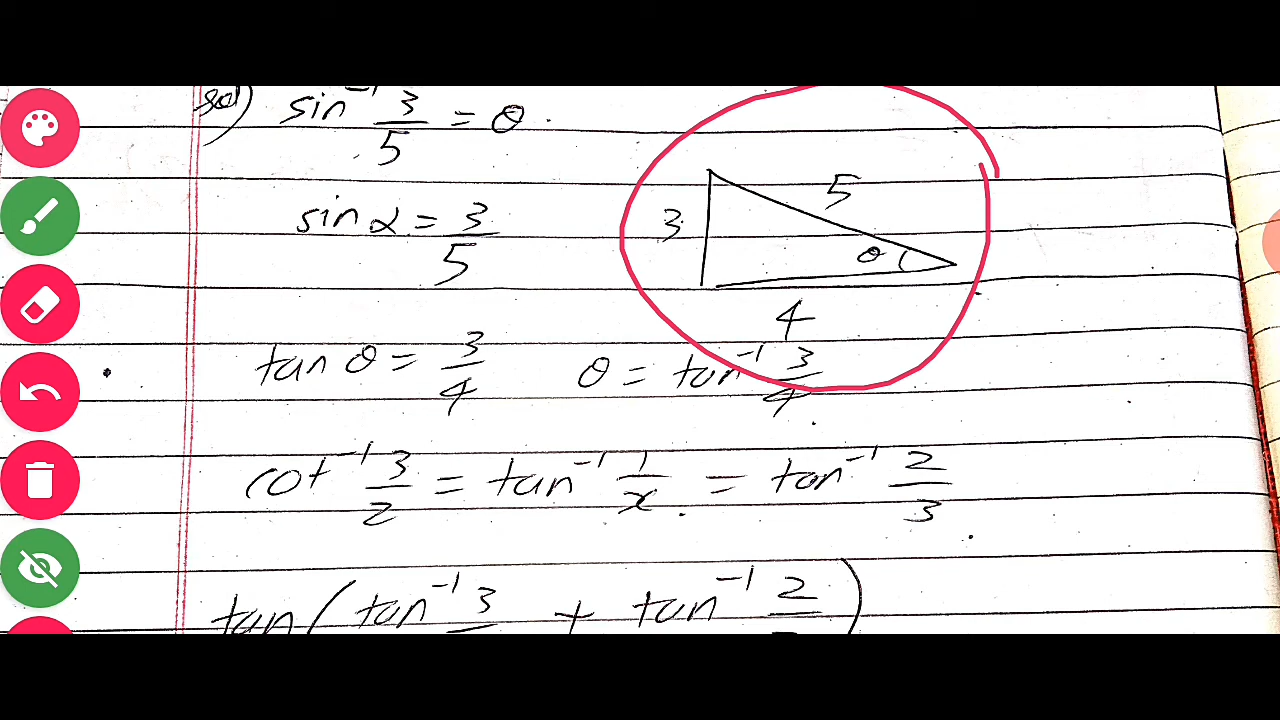 sol) sin⁻¹ 3/5 = θ .
sin α = 3/5
3 5 θ 4
tan θ = 3/4 θ = tan⁻¹ 3/4
cot⁻¹ 3/2 = tan⁻¹ 1/x = tan⁻¹ 2/3
tan(tan⁻¹ 3 + tan⁻¹ 2)